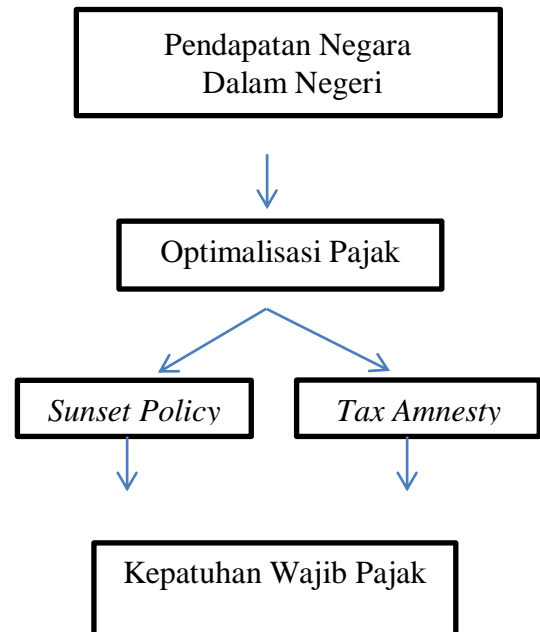 Pendapatan Negara
Dalam Negeri
Optimalisasi Pajak
Sunset Policy
Tax Amnesty
Kepatuhan Wajib Pajak